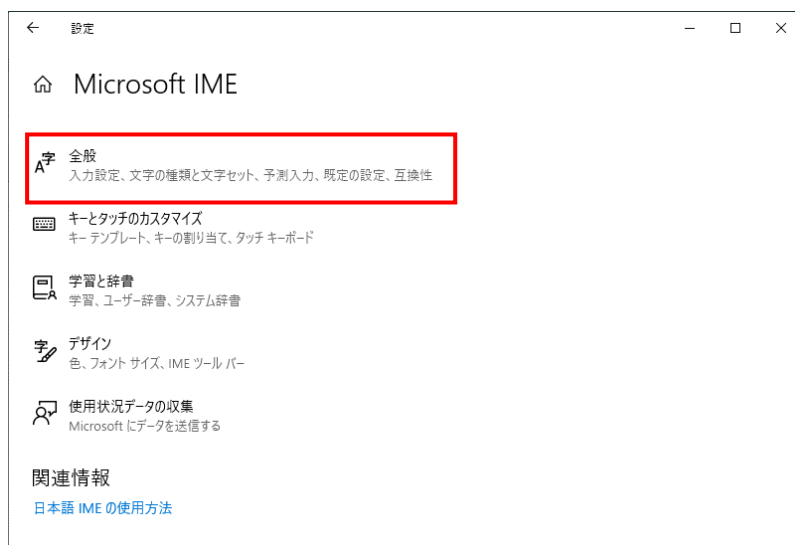 設定
Microsoft IME
全般
入力設定、文字の種類と文字セット、予測入力、既定の設定、互換性
キーとタッチのカスタマイズ
キー テンプレート、キーの割り当て、タッチ キーボード
学習と辞書
学習、ユーザー辞書、システム辞書
デザイン
色、フォント サイズ、IME ツール バー
使用状況データの収集
Microsoft にデータを送信する
関連情報
日本語 IME の使用方法